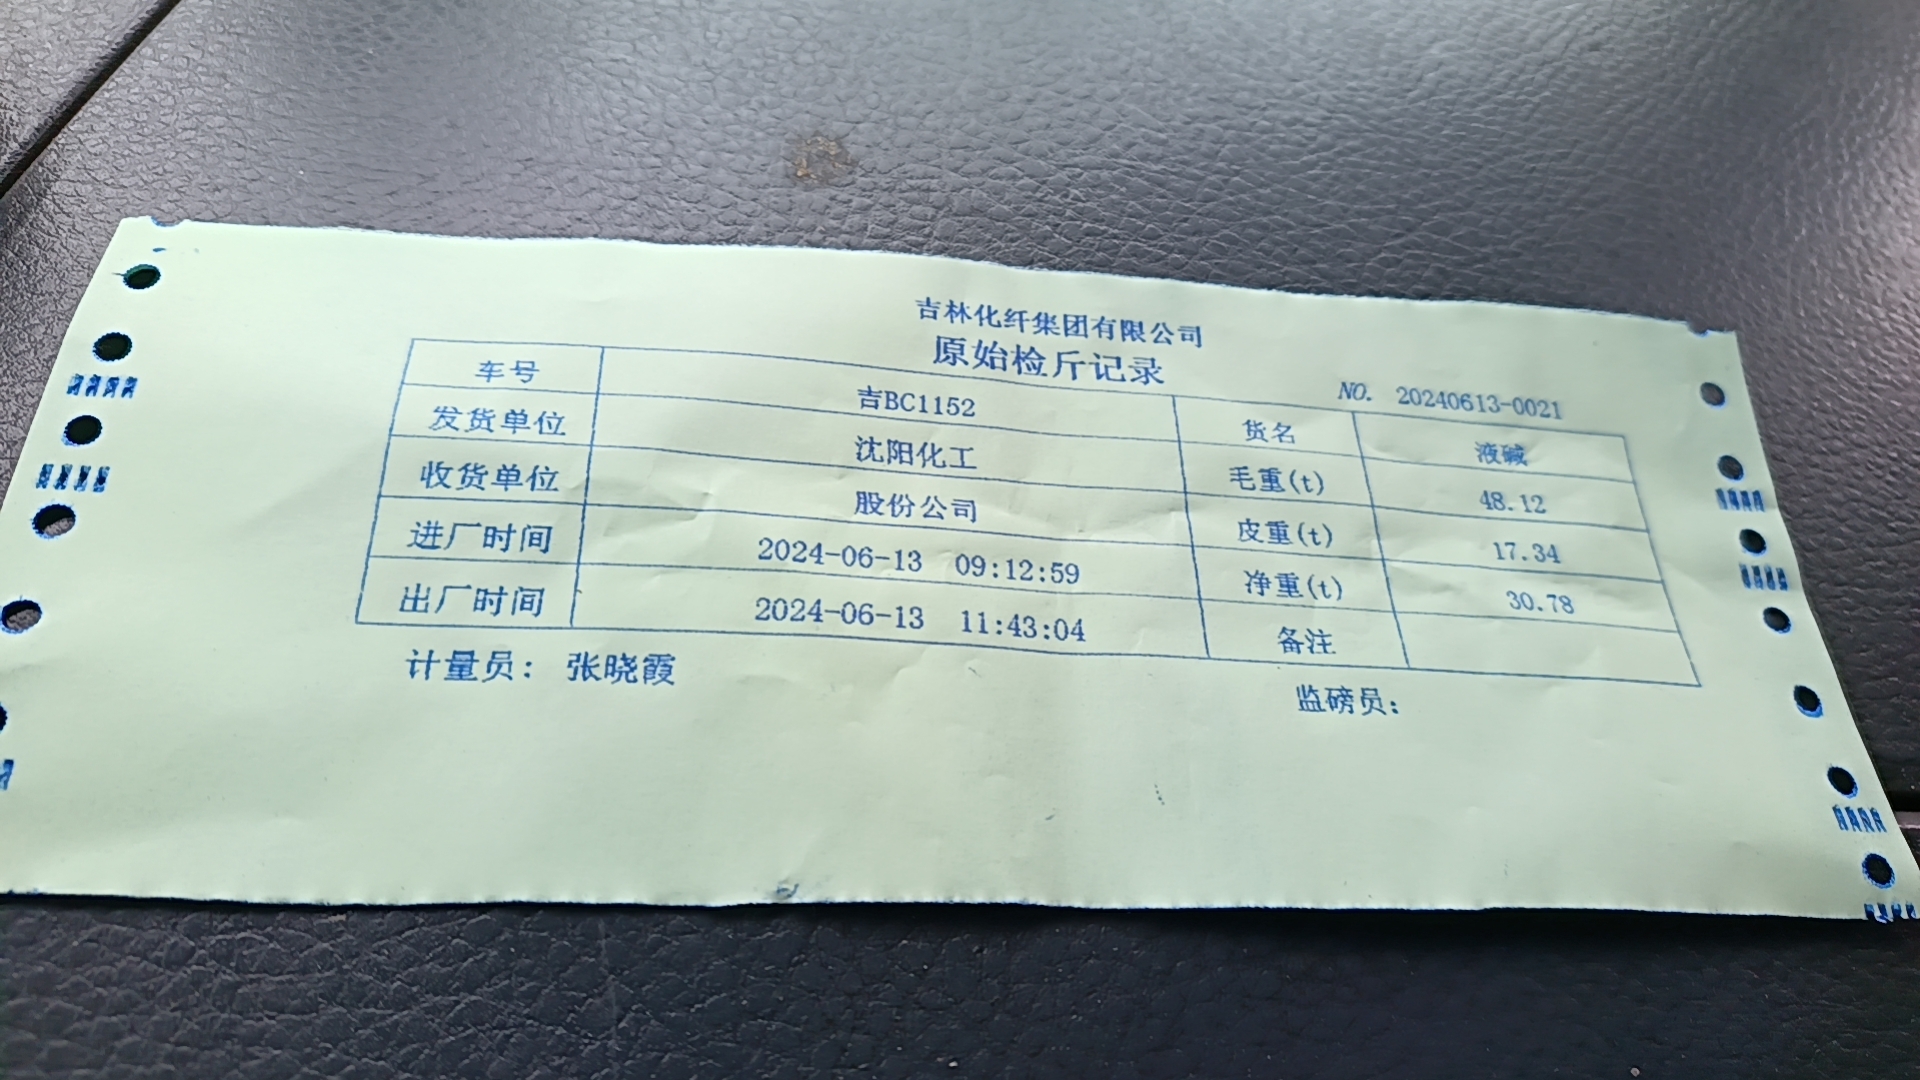 吉林化纤集团有限公司
原始检斤记录
NO. 20240613-0021
车号 吉BC1152 货名 液碱
发货单位 沈阳化工 毛重(t) 48.12
收货单位 股份公司 皮重(t) 17.34
进厂时间 2024-06-13 09:12:59 净重(t) 30.78
出厂时间 2024-06-13 11:43:04 备注
计量员: 张晓霞 监磅员: